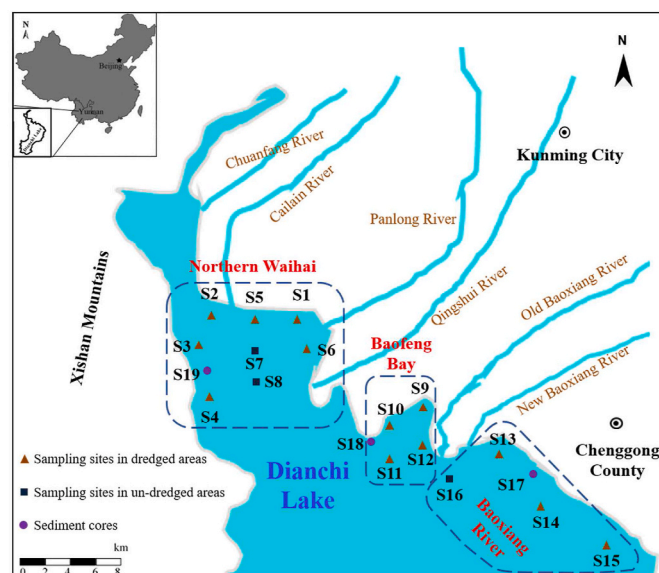 N
Beijing
Yunnan
Dianchi Lake
N
Kunming City
Chuanfang River
Cailain River
Panlong River
Qingshui River
Old Baoxiang River
New Baoxiang River
Xishan Mountains
Northern Waihai
S2
S5
S1
S3
S6
S19
S7
S8
S4
Baofeng
Bay
S9
S10
S18
S12
S11
S13
S17
S16
S14
S15
Baoxiang
River
Chenggong
County
Dianchi
Lake
Sampling sites in dredged areas
Sampling sites in un-dredged areas
Sediment cores
km
0 2 4 6 8